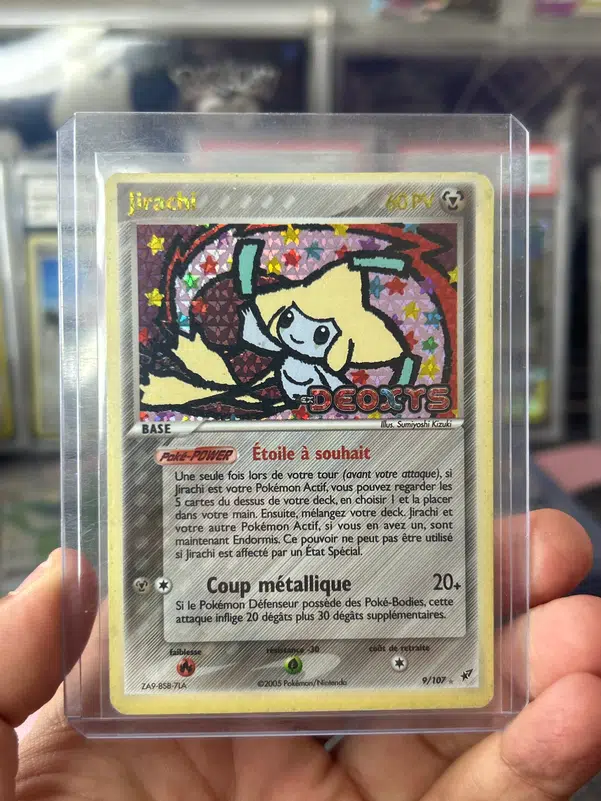 Jirachi 60 PV
EX DEOXYS
Illus. Sumiyoshi Kizuki
BASE
Poké-POWER Étoile à souhait
Une seule fois lors de votre tour (avant votre attaque), si
Jirachi est votre Pokémon Actif, vous pouvez regarder les
5 cartes du dessus de votre deck, en choisir 1 et la placer
dans votre main. Ensuite, mélangez votre deck. Jirachi et
votre autre Pokémon Actif, si vous en avez un, sont
maintenant Endormis. Ce pouvoir ne peut pas être utilisé
si Jirachi est affecté par un État Spécial.
Coup métallique 20+
Si le Pokémon Défenseur possède des Poké-Bodies, cette
attaque inflige 20 dégâts plus 30 dégâts supplémentaires.
faiblesse résistance -30 coût de retraite
ZA9-8S8-7LA ©2005 Pokémon/Nintendo 9/107